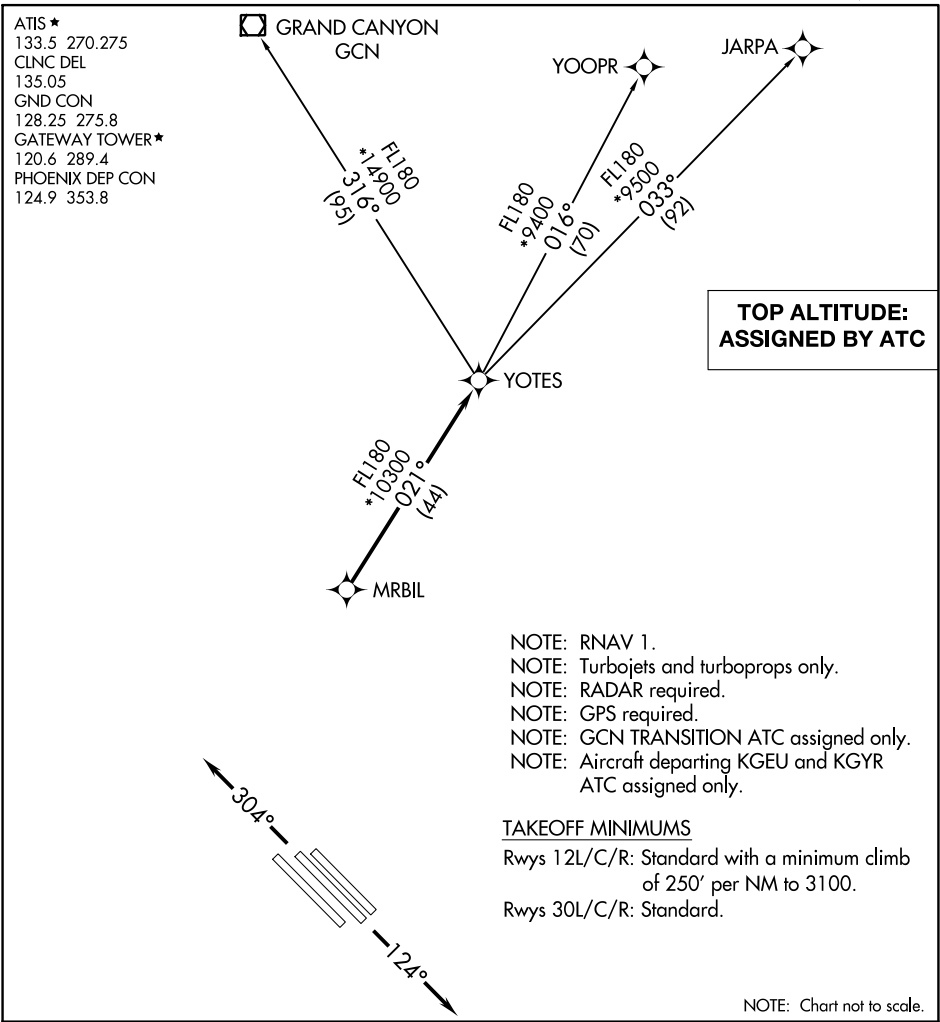 ATIS ★
133.5 270.275
CLNC DEL
135.05
GND CON
128.25 275.8
GATEWAY TOWER ★
120.6 289.4
PHOENIX DEP CON
124.9 353.8
GRAND CANYON
GCN
YOOPR
JARPA
FL180
*14900
316°
(95)
FL180
*9400
016°
(70)
FL180
*9500
033°
(92)
TOP ALTITUDE:
ASSIGNED BY ATC
YOTES
FL180
*10300
021°
(44)
MRBIL
NOTE: RNAV 1.
NOTE: Turbojets and turboprops only.
NOTE: RADAR required.
NOTE: GPS required.
NOTE: GCN TRANSITION ATC assigned only.
NOTE: Aircraft departing KGEU and KGYR
ATC assigned only.
TAKEOFF MINIMUMS
Rwys 12L/C/R: Standard with a minimum climb
of 250' per NM to 3100.
Rwys 30L/C/R: Standard.
304°
124°
NOTE: Chart not to scale.